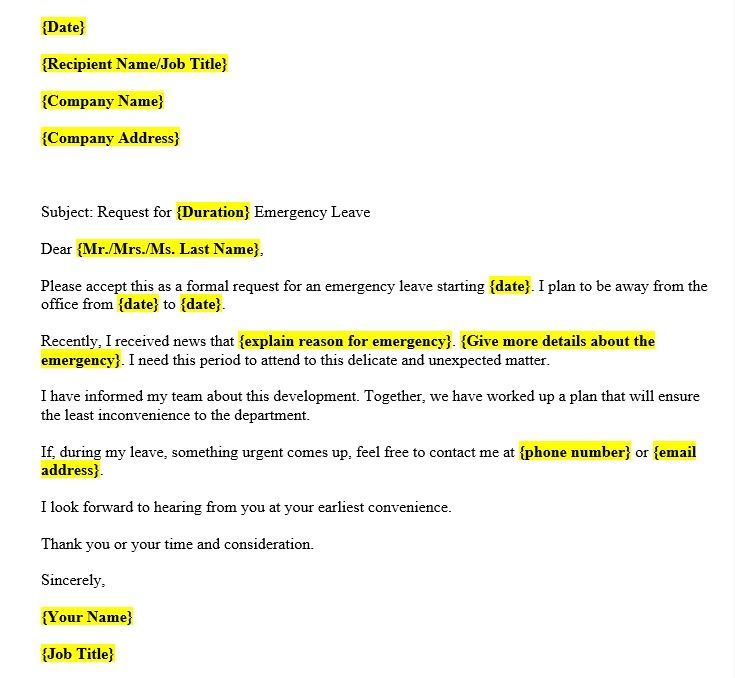 {Date}
{Recipient Name/Job Title}
{Company Name}
{Company Address}
Subject: Request for {Duration} Emergency Leave
Dear {Mr./Mrs./Ms. Last Name},
Please accept this as a formal request for an emergency leave starting {date}. I plan to be away from the
office from {date} to {date}.
Recently, I received news that {explain reason for emergency}. {Give more details about the
emergency}. I need this period to attend to this delicate and unexpected matter.
I have informed my team about this development. Together, we have worked up a plan that will ensure
the least inconvenience to the department.
If, during my leave, something urgent comes up, feel free to contact me at {phone number} or {email
address}.
I look forward to hearing from you at your earliest convenience.
Thank you or your time and consideration.
Sincerely,
{Your Name}
{Job Title}